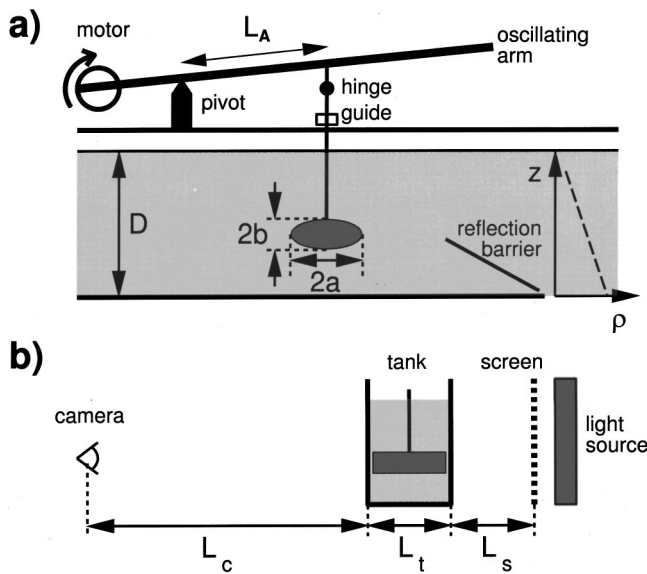 a)
motor
L_A
oscillating
arm
hinge
pivot
guide
z
D
2b
reflection
barrier
2a
ρ
b)
tank
screen
camera
light
source
L_c
L_t
L_s